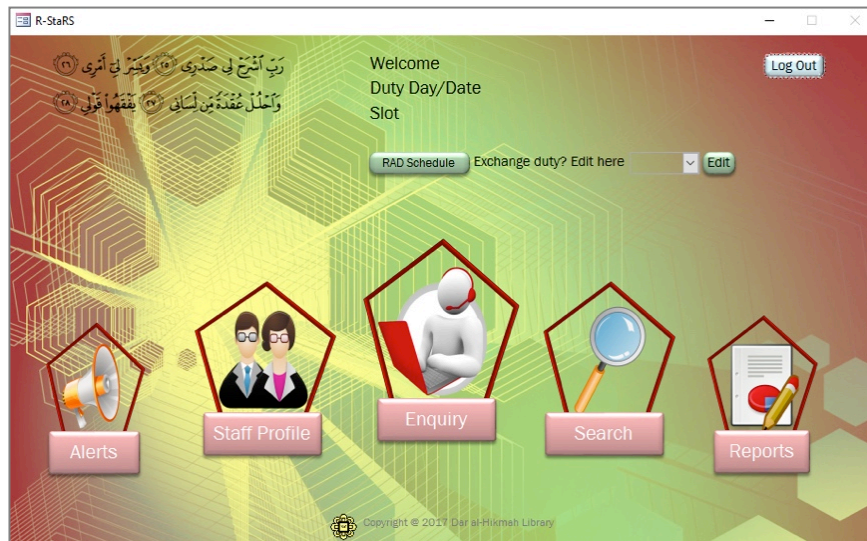 R-StaRS
رَبِّ ٱشْرَحْ لِى صَدْرِى ٢٥ وَيَسِّرْ لِىٓ أَمْرِى ٢٦
وَٱحْلُلْ عُقْدَةً مِّن لِّسَانِى ٢٧ يَفْقَهُوا۟ قَوْلِى ٢٨
Welcome
Duty Day/Date
Slot
Log Out
RAD Schedule Exchange duty? Edit here Edit
Alerts
Staff Profile
Enquiry
Search
Reports
Copyright @ 2017 Dar al-Hikmah Library